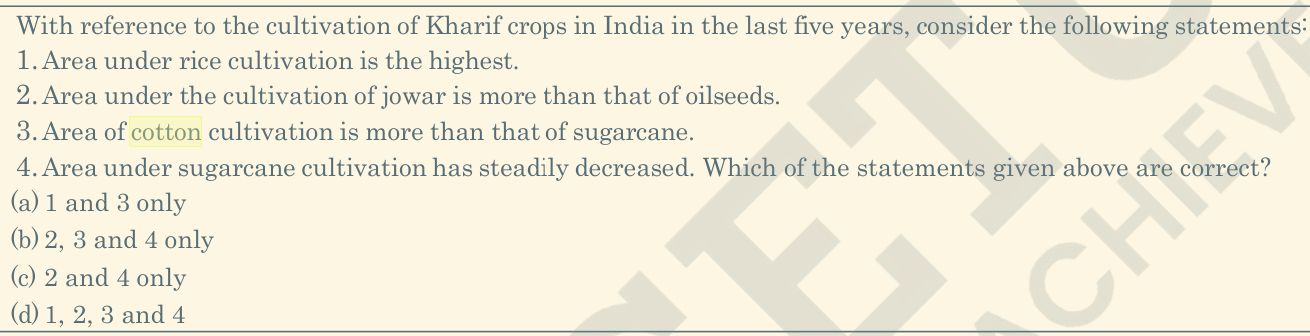 With reference to the cultivation of Kharif crops in India in the last five years, consider the following statements:
1. Area under rice cultivation is the highest.
2. Area under the cultivation of jowar is more than that of oilseeds.
3. Area of cotton cultivation is more than that of sugarcane.
4. Area under sugarcane cultivation has steadily decreased. Which of the statements given above are correct?
(a) 1 and 3 only
(b) 2, 3 and 4 only
(c) 2 and 4 only
(d) 1, 2, 3 and 4